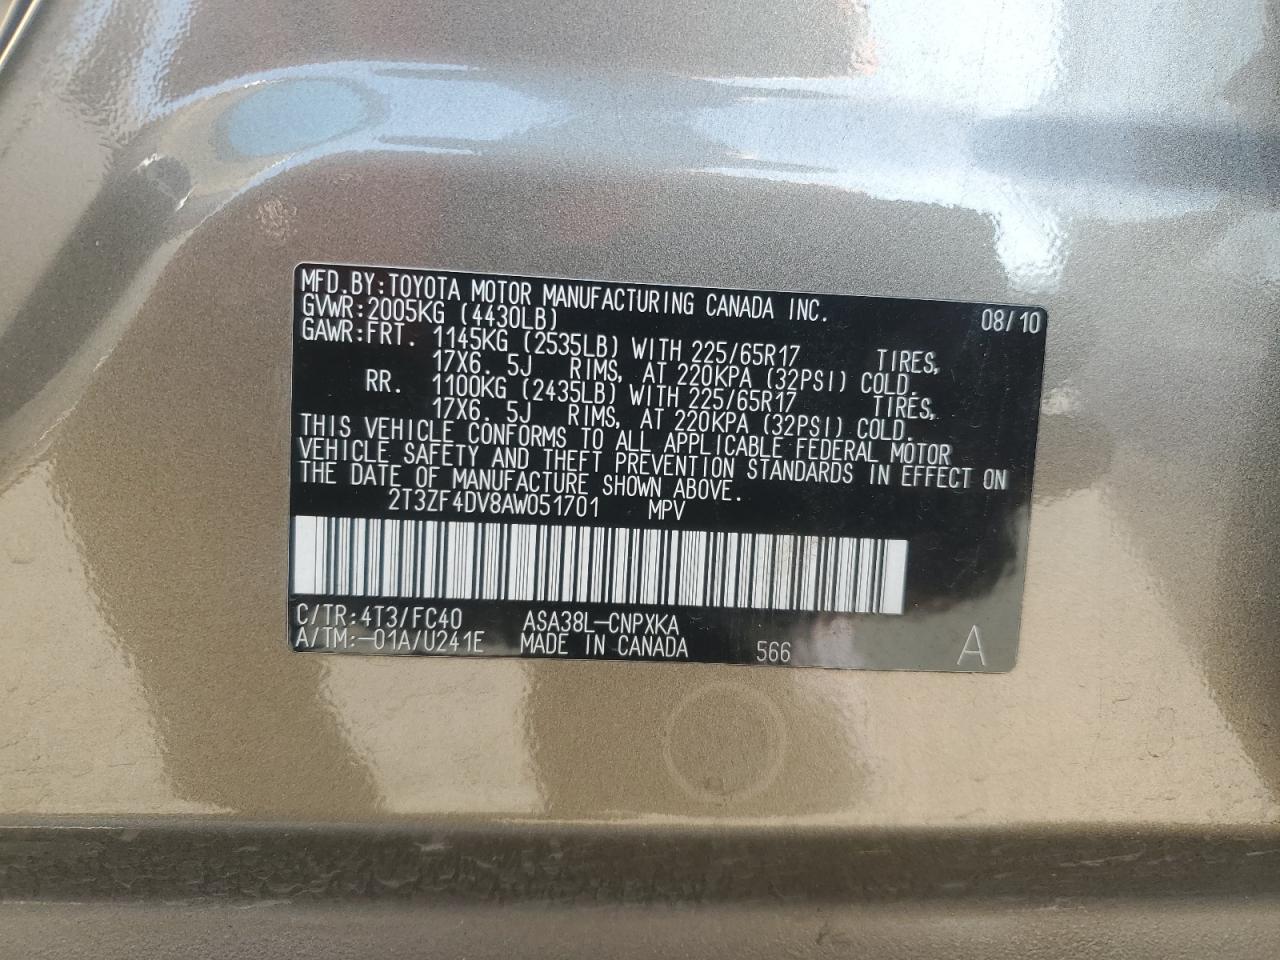 MFD.BY:TOYOTA MOTOR MANUFACTURING CANADA INC.
GVWR:2005KG (4430LB) 08/10
GAWR:FRT. 1145KG (2535LB) WITH 225/65R17 TIRES,
17X6. 5J RIMS, AT 220KPA (32PSI) COLD.
RR. 1100KG (2435LB) WITH 225/65R17 TIRES,
17X6. 5J RIMS, AT 220KPA (32PSI) COLD.
THIS VEHICLE CONFORMS TO ALL APPLICABLE FEDERAL MOTOR
VEHICLE SAFETY AND THEFT PREVENTION STANDARDS IN EFFECT ON
THE DATE OF MANUFACTURE SHOWN ABOVE.
2T3ZF4DV8AW051701 MPV
C/TR:4T3/FC40 ASA38L-CNPXKA
A/TM:-01A/U241E MADE IN CANADA 566 A